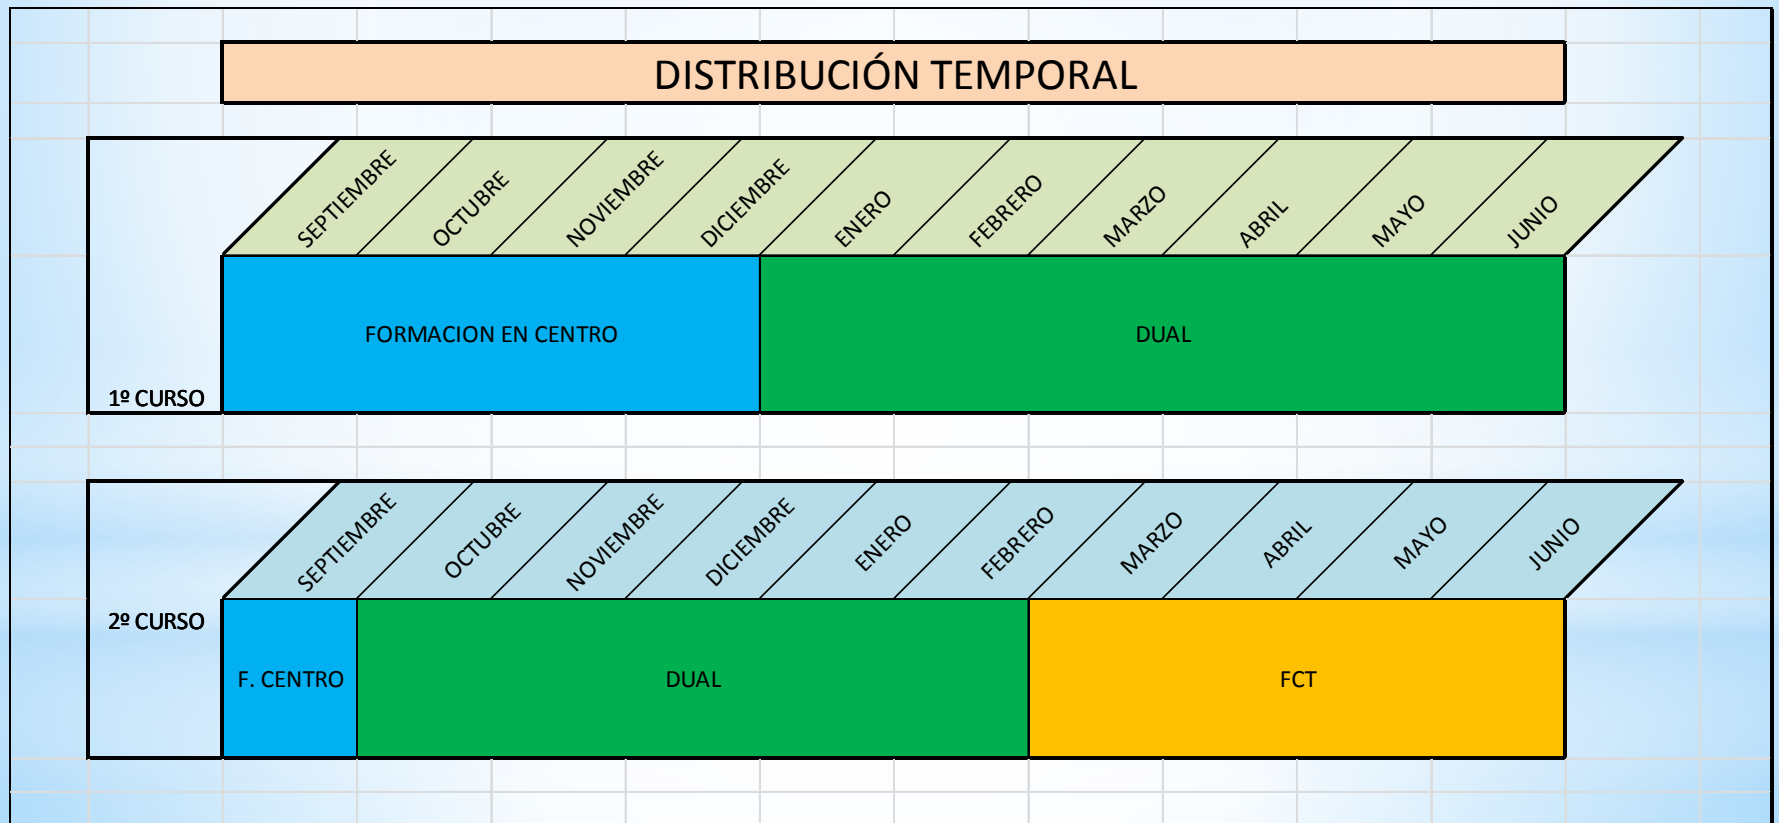 DISTRIBUCIÓN TEMPORAL
SEPTIEMBRE
OCTUBRE
NOVIEMBRE
DICIEMBRE
ENERO
FEBRERO
MARZO
ABRIL
MAYO
JUNIO
1º CURSO
FORMACION EN CENTRO
DUAL
SEPTIEMBRE
OCTUBRE
NOVIEMBRE
DICIEMBRE
ENERO
FEBRERO
MARZO
ABRIL
MAYO
JUNIO
2º CURSO
F. CENTRO
DUAL
FCT